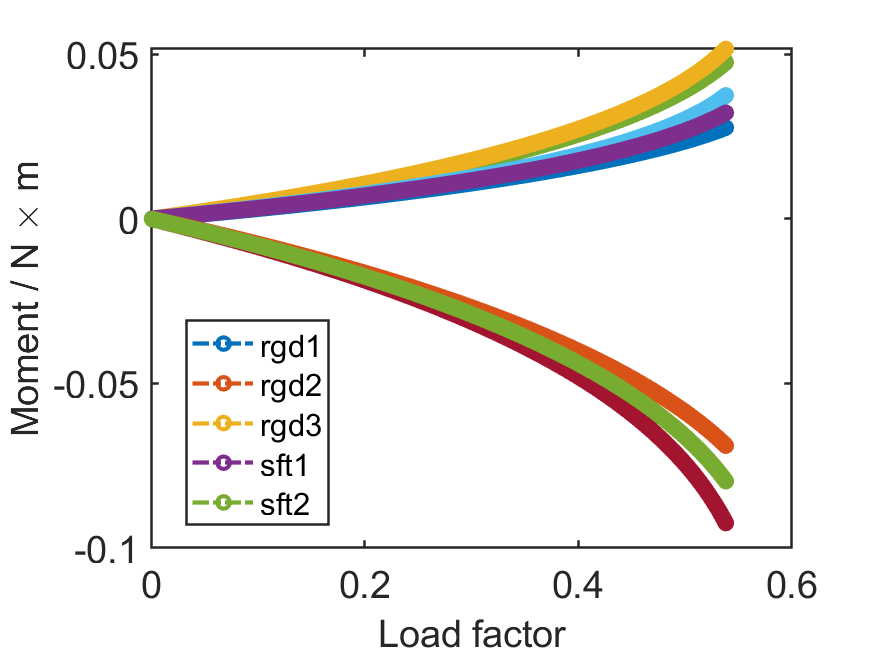 0.05
0
-0.05
-0.1
Moment / N × m
rgd1
rgd2
rgd3
sft1
sft2
0 0.2 0.4 0.6
Load factor